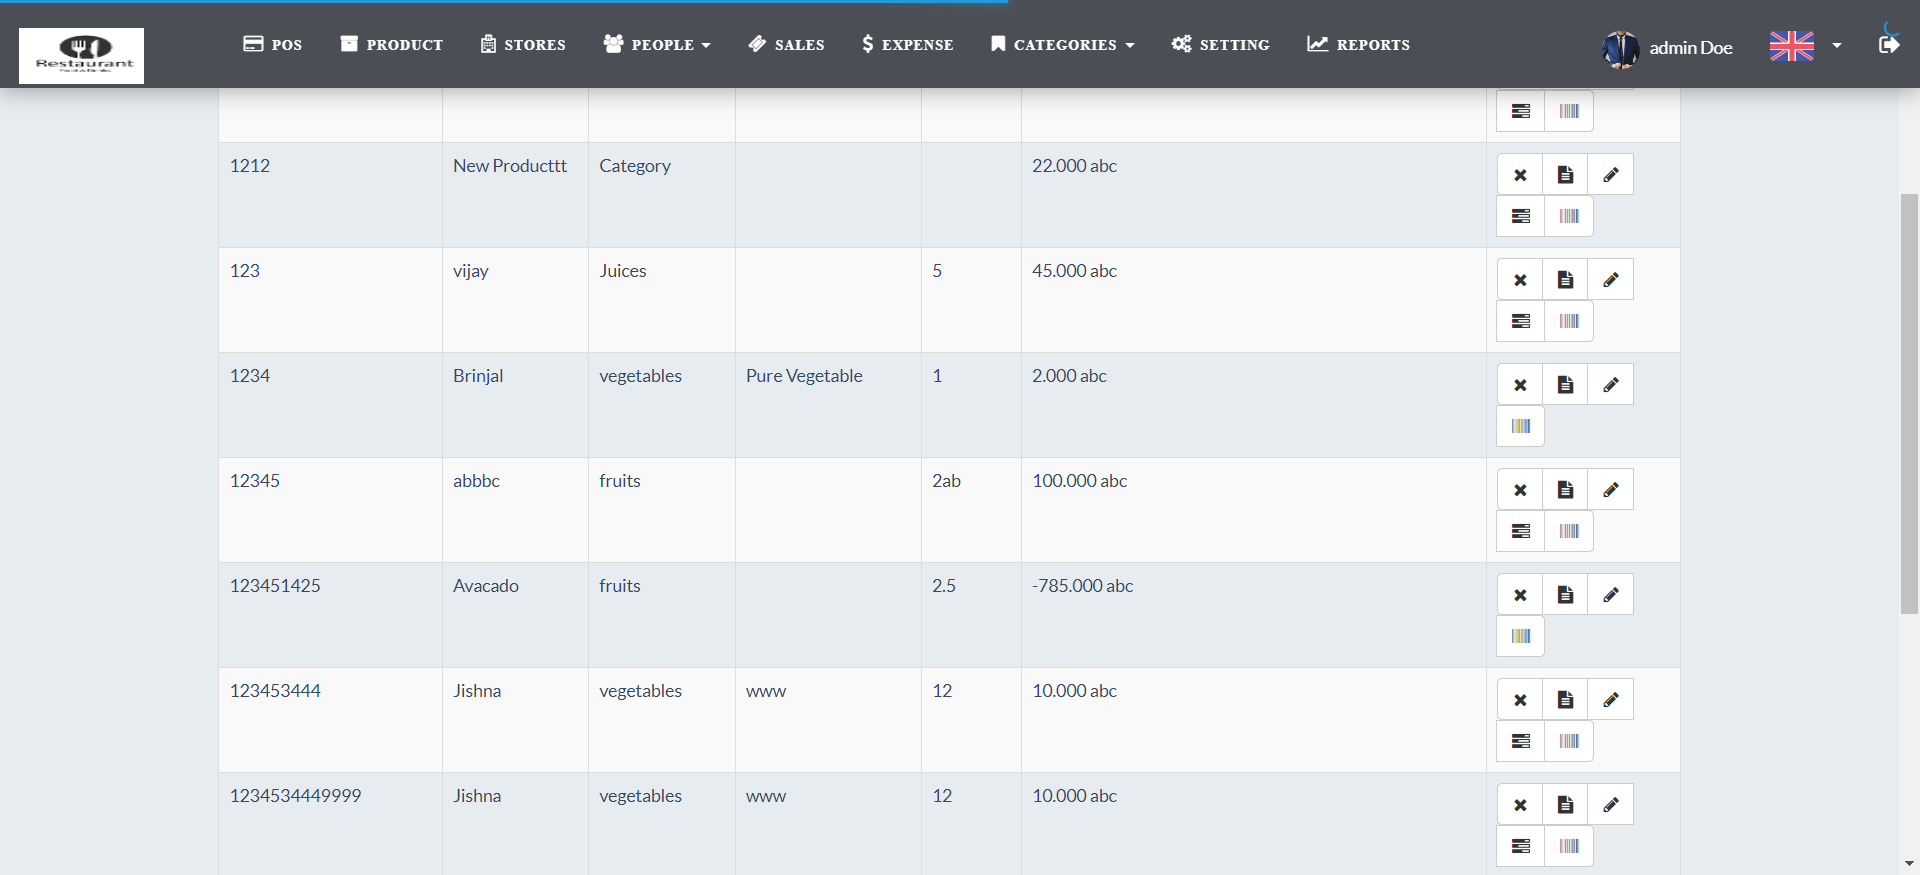 Restaurant
POS PRODUCT STORES PEOPLE SALES EXPENSE CATEGORIES SETTING REPORTS admin Doe
1212 New Producttt Category 22.000 abc
123 vijay Juices 5 45.000 abc
1234 Brinjal vegetables Pure Vegetable 1 2.000 abc
12345 abbbc fruits 2ab 100.000 abc
123451425 Avacado fruits 2.5 -785.000 abc
123453444 Jishna vegetables www 12 10.000 abc
1234534449999 Jishna vegetables www 12 10.000 abc